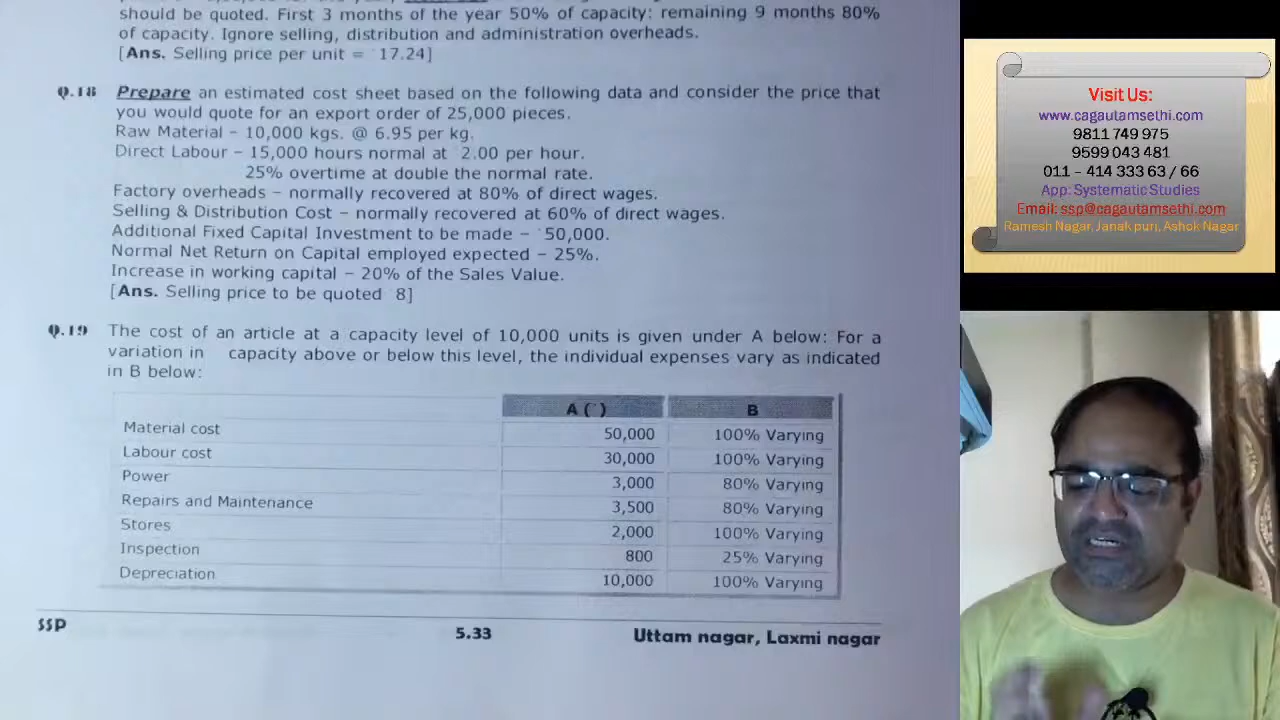 should be quoted. First 3 months of the year 50% of capacity: remaining 9 months 80%
of capacity. Ignore selling, distribution and administration overheads.
[Ans. Selling price per unit = `17.24]
Q.18 Prepare an estimated cost sheet based on the following data and consider the price that
you would quote for an export order of 25,000 pieces.
Raw Material – 10,000 kgs. @ 6.95 per kg.
Direct Labour – 15,000 hours normal at `2.00 per hour.
25% overtime at double the normal rate.
Factory overheads – normally recovered at 80% of direct wages.
Selling & Distribution Cost – normally recovered at 60% of direct wages.
Additional Fixed Capital Investment to be made – `50,000.
Normal Net Return on Capital employed expected – 25%.
Increase in working capital – 20% of the Sales Value.
[Ans. Selling price to be quoted 8]
Q.19 The cost of an article at a capacity level of 10,000 units is given under A below: For a
variation in capacity above or below this level, the individual expenses vary as indicated
in B below:
A (`) B
Material cost 50,000 100% Varying
Labour cost 30,000 100% Varying
Power 3,000 80% Varying
Repairs and Maintenance 3,500 80% Varying
Stores 2,000 100% Varying
Inspection 800 25% Varying
Depreciation 10,000 100% Varying
SSP 5.33 Uttam nagar, Laxmi nagar
Visit Us:
www.cagautamsethi.com
9811 749 975
9599 043 481
011 – 414 333 63 / 66
App: Systematic Studies
Email: ssp@cagautamsethi.com
Ramesh Nagar, Janak puri, Ashok Nagar